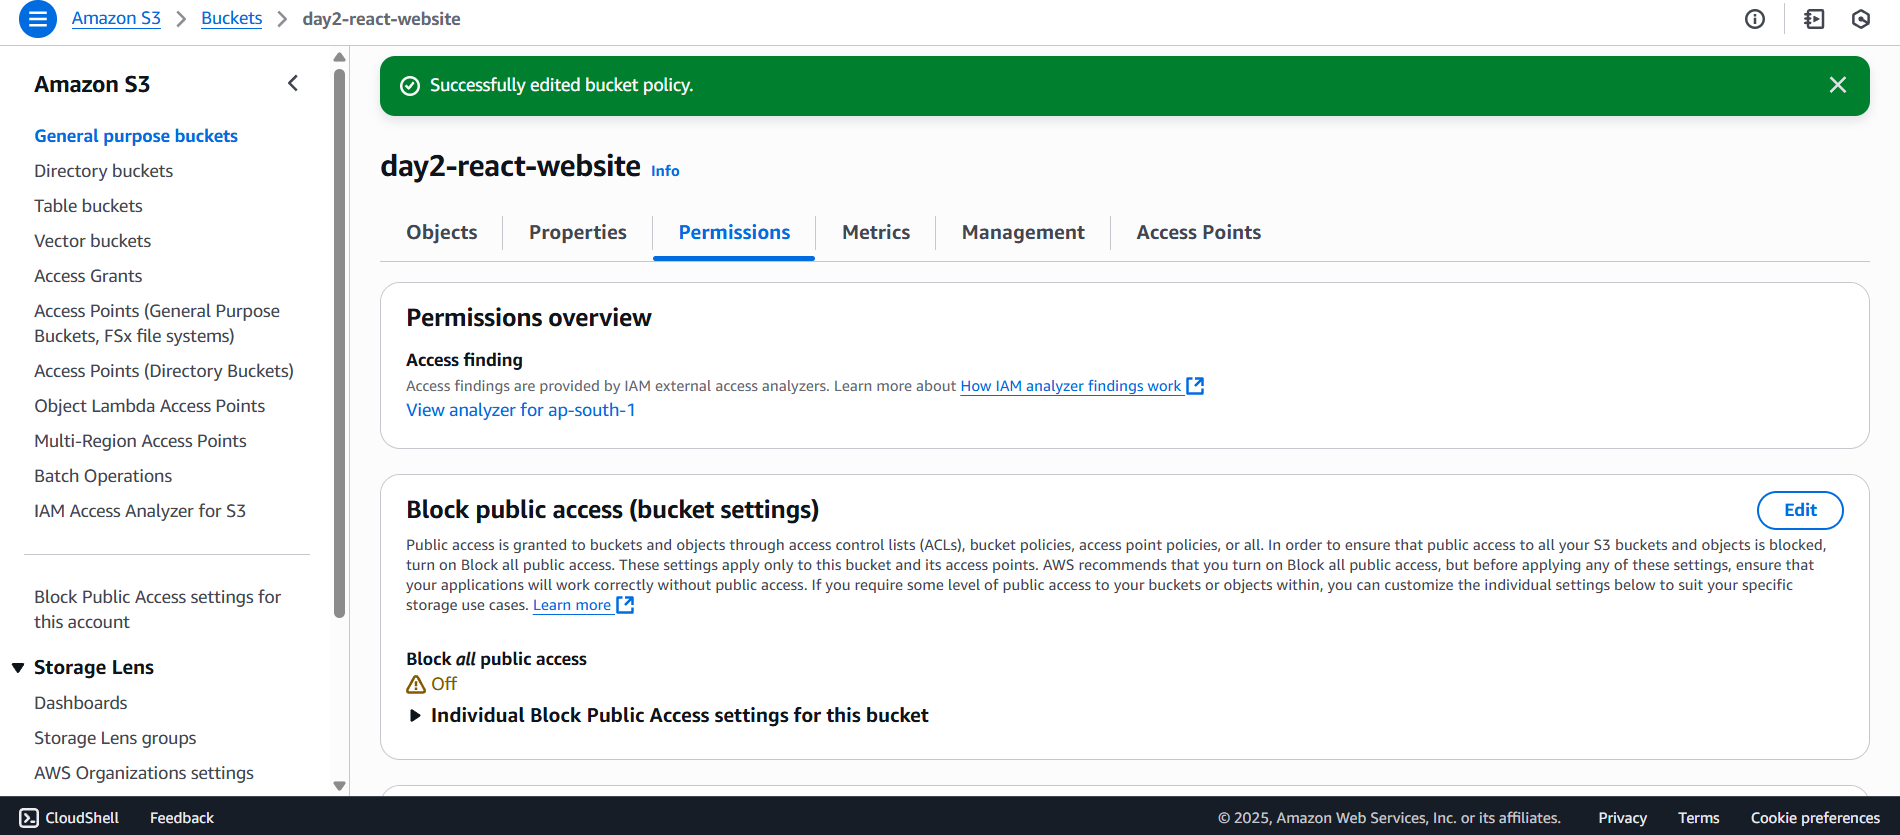 Amazon S3 > Buckets > day2-react-website
Amazon S3
General purpose buckets
Directory buckets
Table buckets
Vector buckets
Access Grants
Access Points (General Purpose
Buckets, FSx file systems)
Access Points (Directory Buckets)
Object Lambda Access Points
Multi-Region Access Points
Batch Operations
IAM Access Analyzer for S3
Block Public Access settings for
this account
Storage Lens
Dashboards
Storage Lens groups
AWS Organizations settings
Successfully edited bucket policy.
day2-react-website Info
Objects Properties Permissions Metrics Management Access Points
Permissions overview
Access finding
Access findings are provided by IAM external access analyzers. Learn more about How IAM analyzer findings work
View analyzer for ap-south-1
Block public access (bucket settings)
Edit
Public access is granted to buckets and objects through access control lists (ACLs), bucket policies, access point policies, or all. In order to ensure that public access to all your S3 buckets and objects is blocked,
turn on Block all public access. These settings apply only to this bucket and its access points. AWS recommends that you turn on Block all public access, but before applying any of these settings, ensure that
your applications will work correctly without public access. If you require some level of public access to your buckets or objects within, you can customize the individual settings below to suit your specific
storage use cases. Learn more
Block all public access
Off
Individual Block Public Access settings for this bucket
CloudShell Feedback © 2025, Amazon Web Services, Inc. or its affiliates. Privacy Terms Cookie preferences